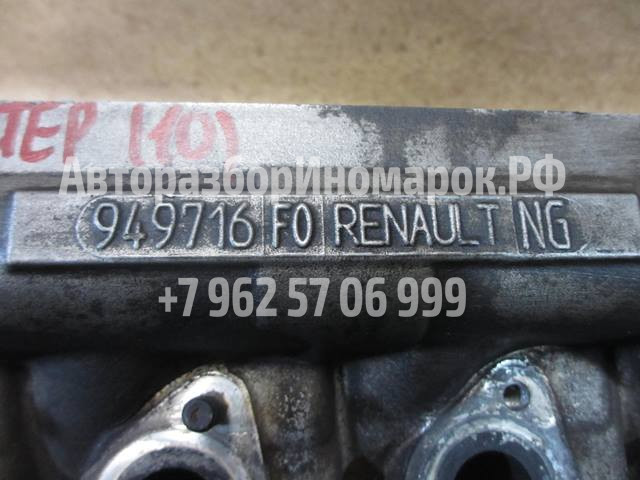 ТЕР (10)
АвторазборИномарок.РФ
949716 F0 RENAULT NG
+7 962 57 06 999